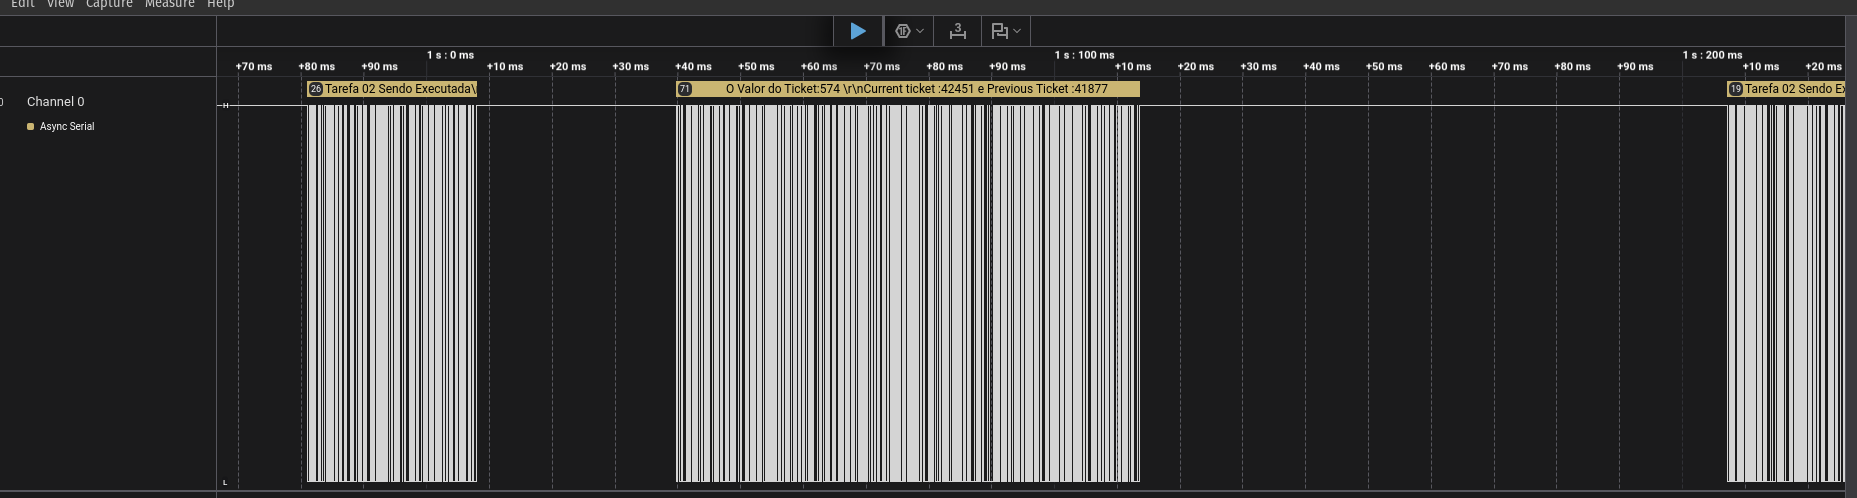 Edit View Capture Measure Help
3
1 s : 0 ms 1 s : 100 ms 1 s : 200 ms
+70 ms +80 ms +90 ms +10 ms +20 ms +30 ms +40 ms +50 ms +60 ms +70 ms +80 ms +90 ms +10 ms +20 ms +30 ms +40 ms +50 ms +60 ms +70 ms +80 ms +90 ms +10 ms +20 ms
26 Tarefa 02 Sendo Executada\ 71 O Valor do Ticket:574 \r\nCurrent ticket :42451 e Previous Ticket :41877 19 Tarefa 02 Sendo Ex
Channel 0
H
Async Serial
L